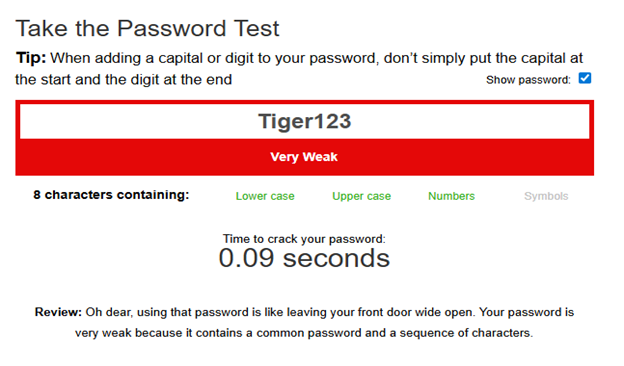 Take the Password Test
Tip: When adding a capital or digit to your password, don't simply put the capital at
the start and the digit at the end
Show password:
Tiger123
Very Weak
8 characters containing: Lower case Upper case Numbers Symbols
Time to crack your password:
0.09 seconds
Review: Oh dear, using that password is like leaving your front door wide open. Your password is
very weak because it contains a common password and a sequence of characters.